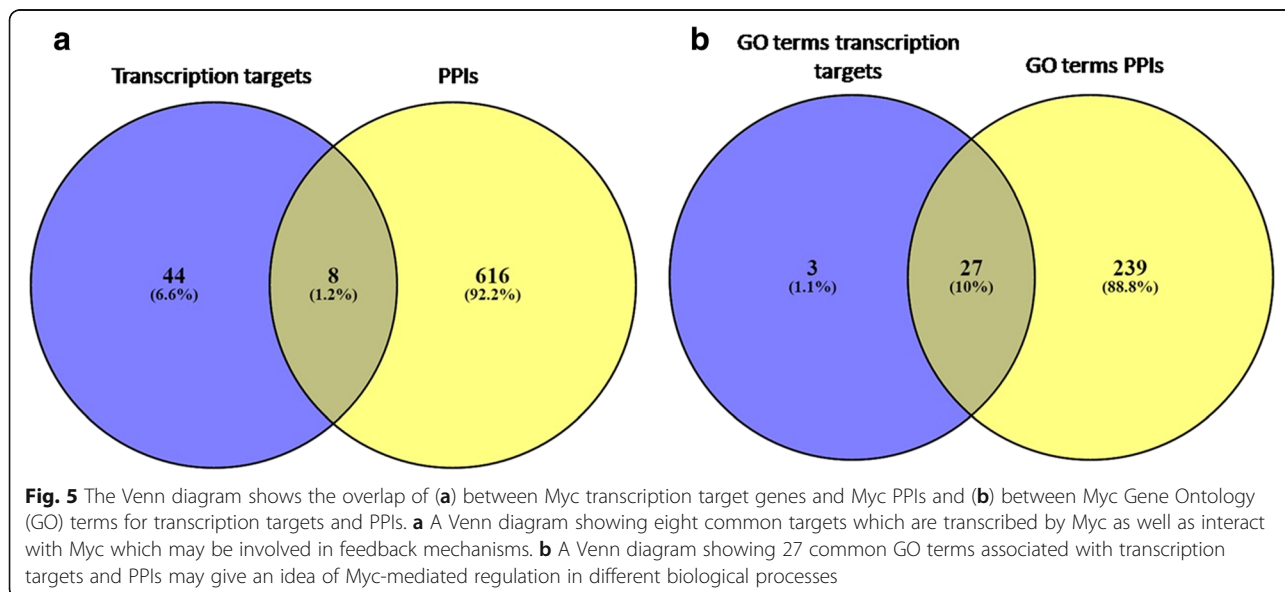 a
Transcription targets
PPIs
44
(6.6%)
8
(1.2%)
616
(92.2%)
b
GO terms transcription
targets
GO terms PPIs
3
(1.1%)
27
(10%)
239
(88.8%)
Fig. 5 The Venn diagram shows the overlap of (a) between Myc transcription target genes and Myc PPIs and (b) between Myc Gene Ontology
(GO) terms for transcription targets and PPIs. a A Venn diagram showing eight common targets which are transcribed by Myc as well as interact
with Myc which may be involved in feedback mechanisms. b A Venn diagram showing 27 common GO terms associated with transcription
targets and PPIs may give an idea of Myc-mediated regulation in different biological processes